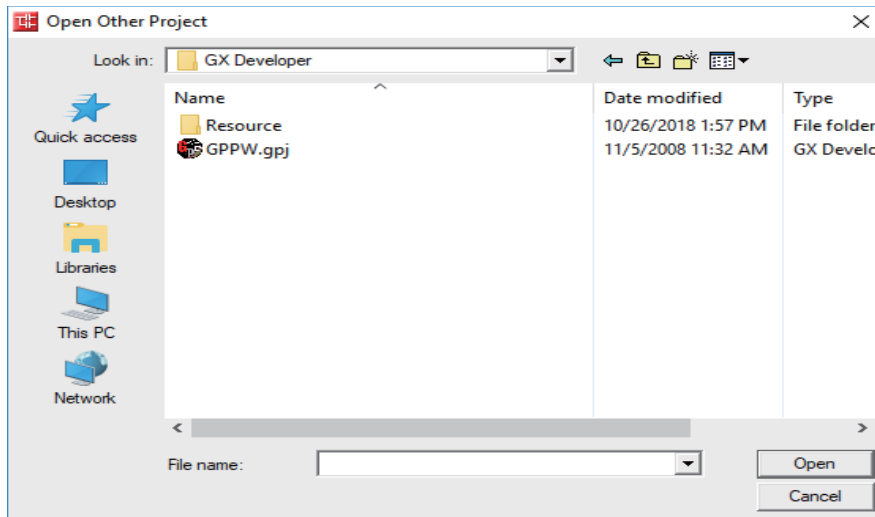 Open Other Project
Look in: GX Developer
Name Date modified Type
Resource 10/26/2018 1:57 PM File folder
GPPW.gpj 11/5/2008 11:32 AM GX Develo
Quick access
Desktop
Libraries
This PC
Network
File name: Open
Cancel